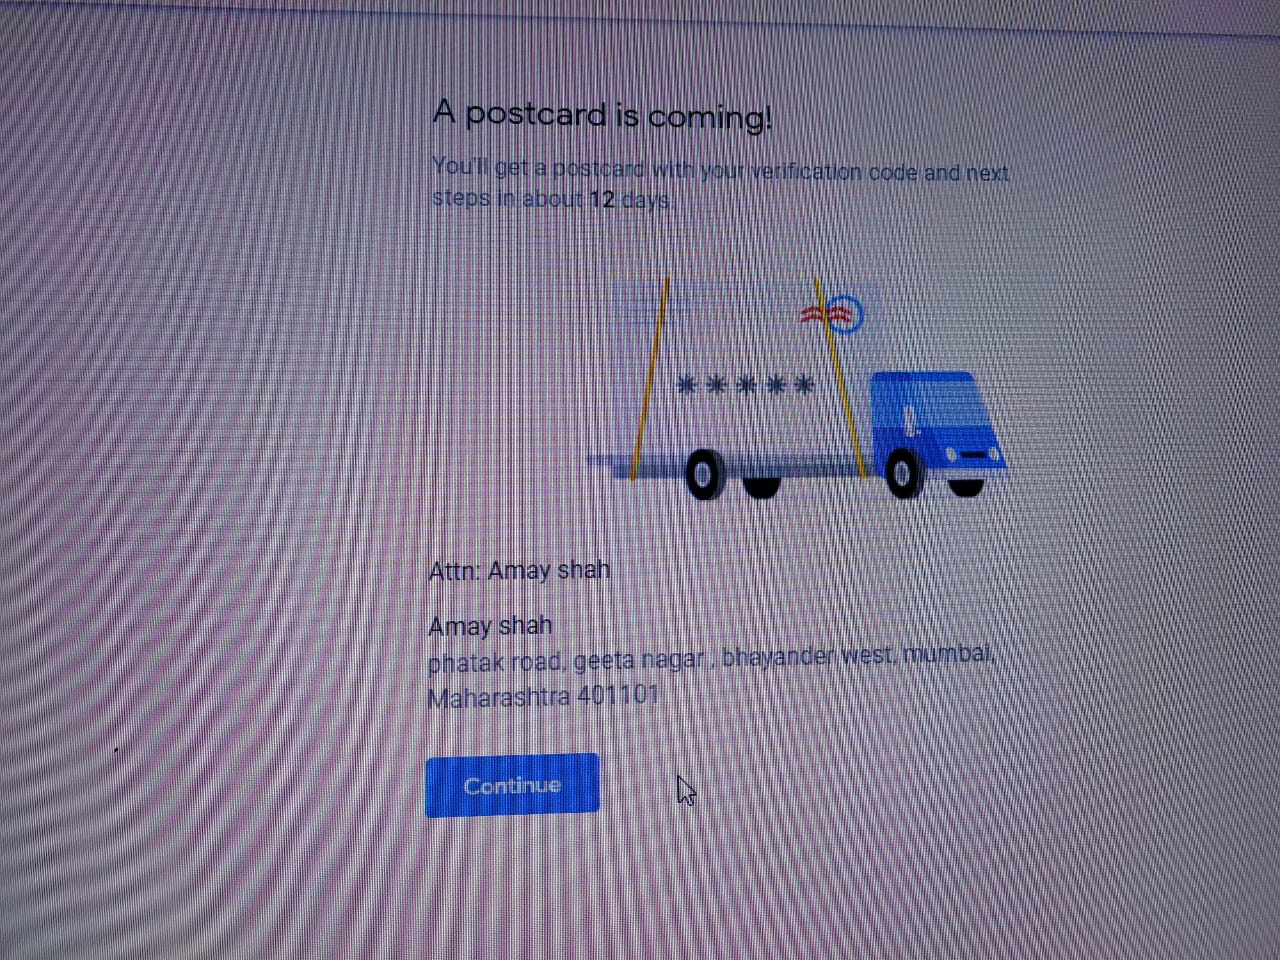 A postcard is coming!
You'll get a postcard with your verification code and next
steps in about 12 days.
*****
Attn: Amay shah
Amay shah
phatak road, geeta nagar , bhayander west, mumbai,
Maharashtra 401101
Continue